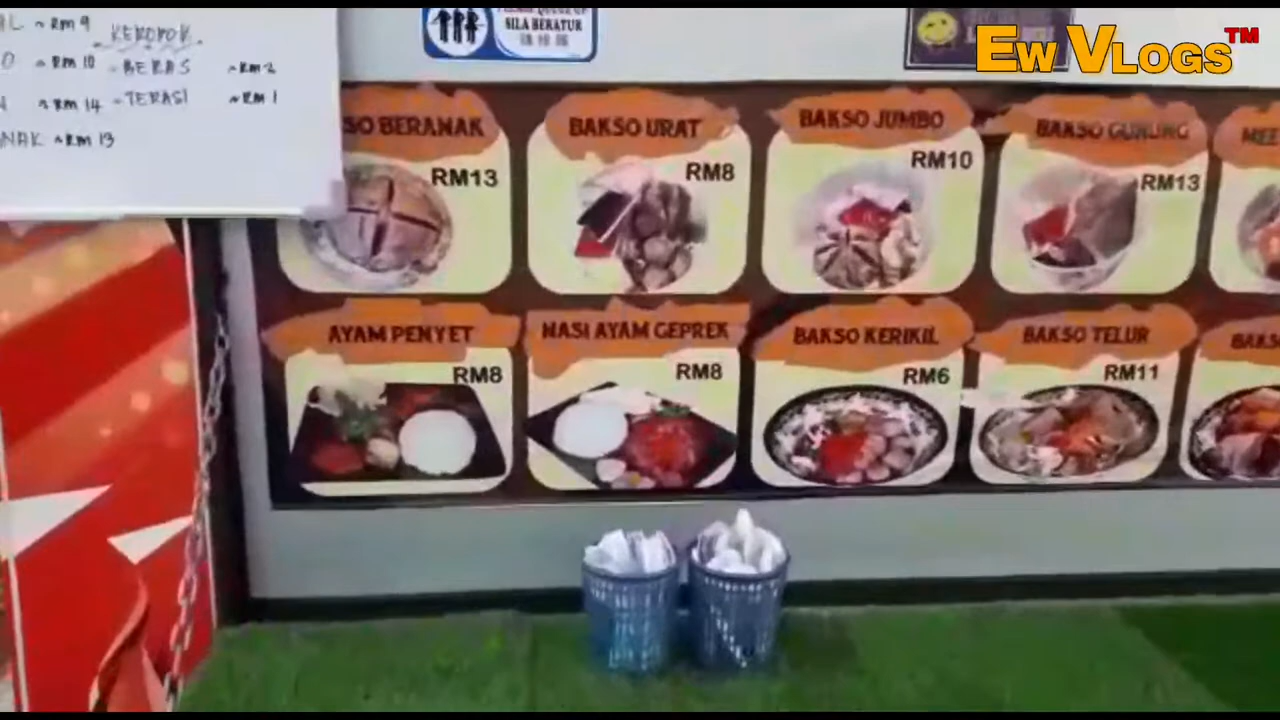 ~RM 9
KEROPOK
~RM 10
- BERAS ~RM 2
~RM 14
- TERASI ~RM 1
~RM 13
SILA BERATUR
EW VLOGS™
SO BERANAK
RM13
BAKSO URAT
RM8
BAKSO JUMBO
RM10
BAKSO GUNUNG
RM13
MEE
AYAM PENYET
RM8
NASI AYAM GEPREK
RM8
BAKSO KERIKIL
RM6
BAKSO TELUR
RM11
BAKS